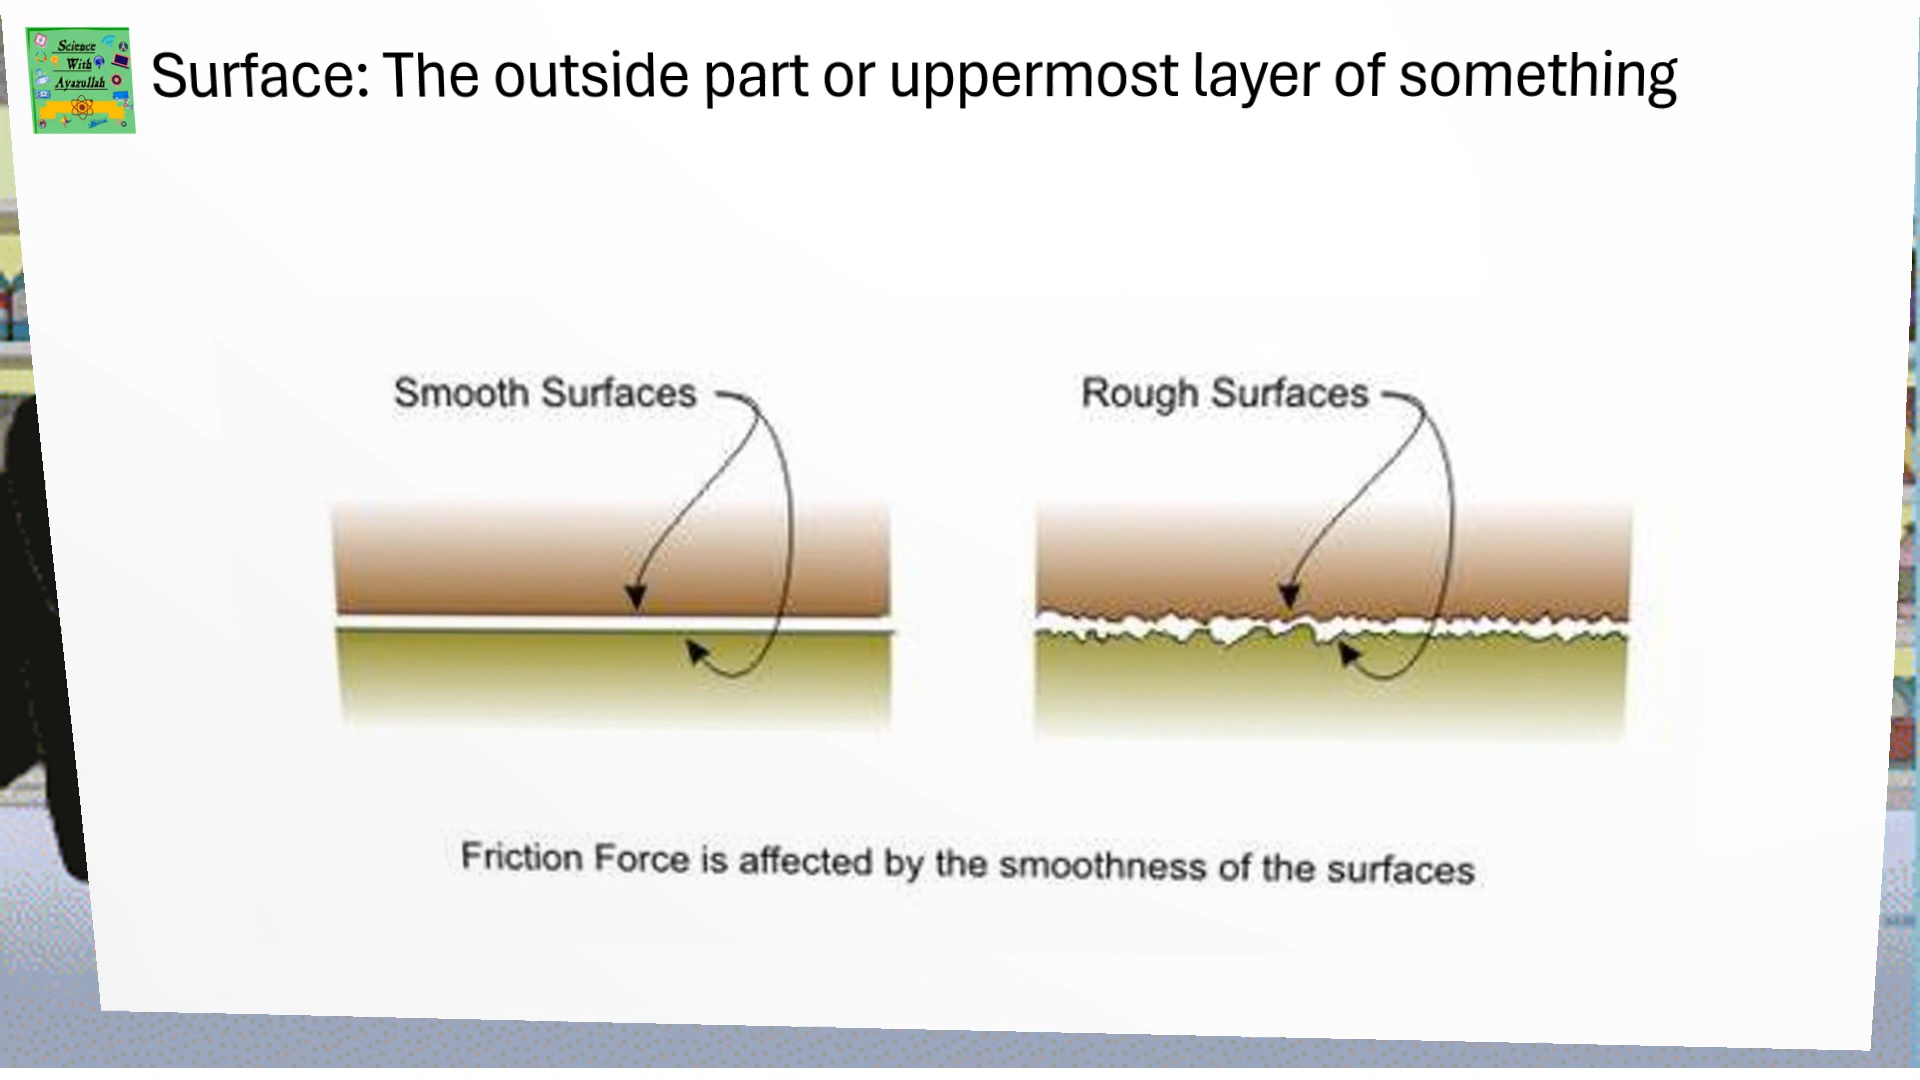 Science
With
Ayazullah
Surface: The outside part or uppermost layer of something
Smooth Surfaces
Rough Surfaces
Friction Force is affected by the smoothness of the surfaces